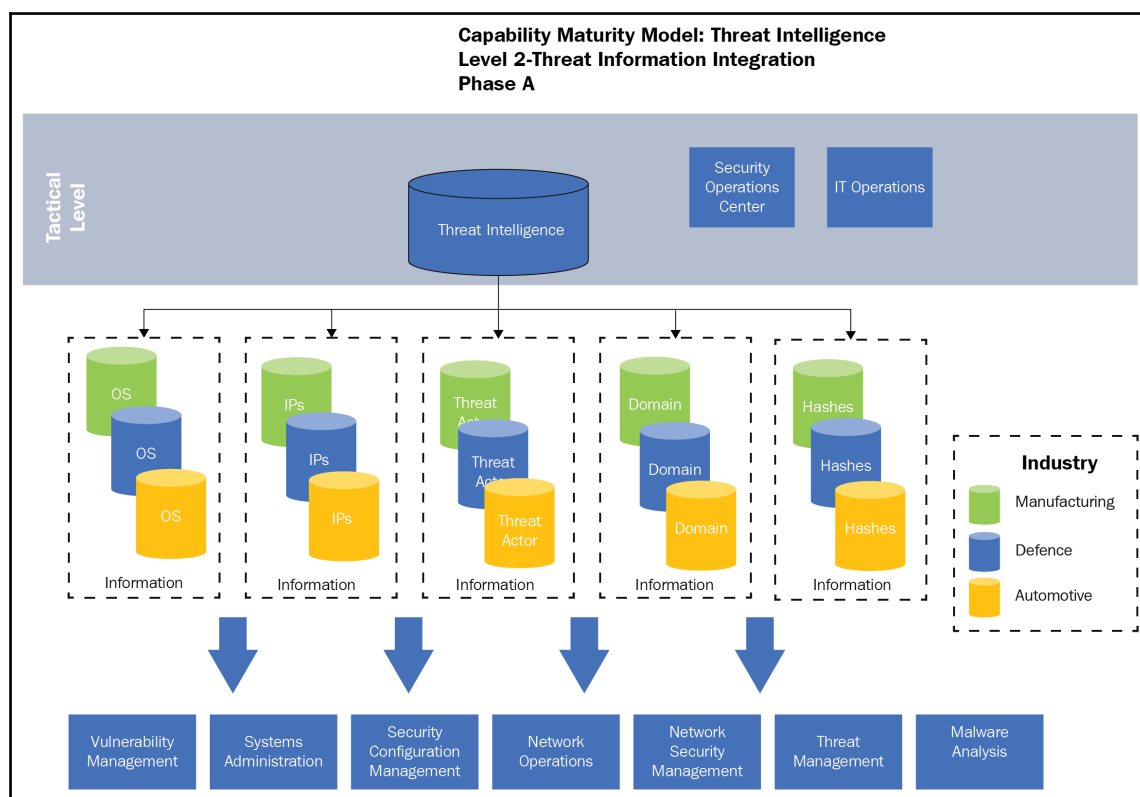 Capability Maturity Model: Threat Intelligence
Level 2-Threat Information Integration
Phase A
Tactical
Level
Threat Intelligence
Security
Operations
Center
IT Operations
OS
OS
OS
Information
IPs
IPs
IPs
Information
Threat
Actor
Threat
Actor
Threat
Actor
Information
Domain
Domain
Domain
Information
Hashes
Hashes
Hashes
Information
Industry
Manufacturing
Defence
Automotive
Vulnerability
Management
Systems
Administration
Security
Configuration
Management
Network
Operations
Network
Security
Management
Threat
Management
Malware
Analysis